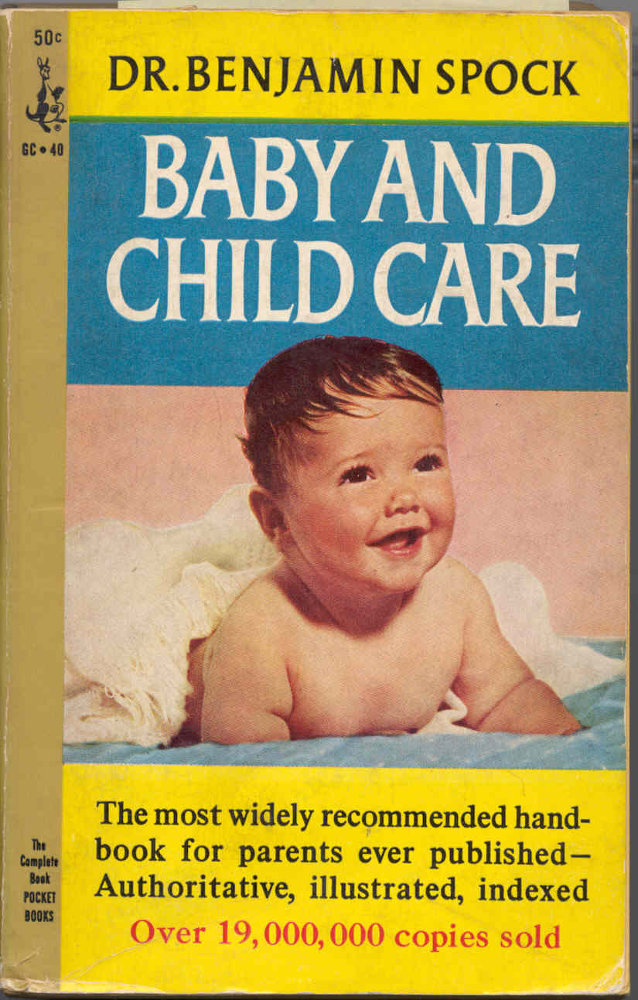 50c
GC • 40
DR. BENJAMIN SPOCK
BABY AND
CHILD CARE
The most widely recommended hand-
book for parents ever published—
Authoritative, illustrated, indexed
Over 19,000,000 copies sold
The
Complete
Book
POCKET
BOOKS
®